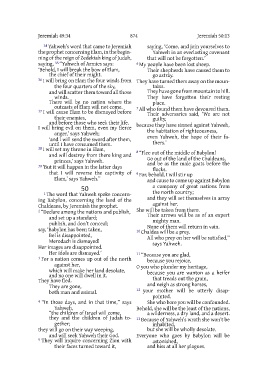 Jeremiah 49:34
874
Jeremiah 50:13
34 Yahweh's word that came to Jeremiah
the prophet concerning Elam, in the begin-
ning of the reign of Zedekiah king of Judah,
saying, 35 "Yahweh of Armies says:
'Behold, I will break the bow of Elam,
the chief of their might.
36 I will bring on Elam the four winds from
the four quarters of the sky,
and will scatter them toward all those
winds.
There will be no nation where the
outcasts of Elam will not come.
37 I will cause Elam to be dismayed before
their enemies,
and before those who seek their life.
I will bring evil on them, even my fierce
anger,' says Yahweh;
'and I will send the sword after them,
until I have consumed them.
38 I will set my throne in Elam,
and will destroy from there king and
princes,' says Yahweh.
39 'But it will happen in the latter days
that I will reverse the captivity of
Elam,' says Yahweh."
50
1 The word that Yahweh spoke concern-
ing Babylon, concerning the land of the
Chaldeans, by Jeremiah the prophet.
2 "Declare among the nations and publish,
and set up a standard;
publish, and don't conceal;
say, 'Babylon has been taken,
Bel is disappointed,
Merodach is dismayed!
Her images are disappointed.
Her idols are dismayed.'
3 For a nation comes up out of the north
against her,
which will make her land desolate,
and no one will dwell in it.
They have fled.
They are gone,
both man and animal.
4 "In those days, and in that time," says
Yahweh,
"the children of Israel will come,
they and the children of Judah to-
gether;
they will go on their way weeping,
and will seek Yahweh their God.
5 They will inquire concerning Zion with
their faces turned toward it,
saying, 'Come, and join yourselves to
Yahweh in an everlasting covenant
that will not be forgotten.'
6 My people have been lost sheep.
Their shepherds have caused them to
go astray.
They have turned them away on the moun-
tains.
They have gone from mountain to hill.
They have forgotten their resting
place.
7 All who found them have devoured them.
Their adversaries said, 'We are not
guilty,
because they have sinned against Yahweh,
the habitation of righteousness,
even Yahweh, the hope of their fa-
thers.'
8 "Flee out of the middle of Babylon!
Go out of the land of the Chaldeans,
and be as the male goats before the
flocks.
9 For, behold, I will stir up
and cause to come up against Babylon
a company of great nations from
the north country;
and they will set themselves in array
against her.
She will be taken from there.
Their arrows will be as of an expert
mighty man.
None of them will return in vain.
10 Chaldea will be a prey.
All who prey on her will be satisfied,"
says Yahweh.
11 "Because you are glad,
because you rejoice,
O you who plunder my heritage,
because you are wanton as a heifer
that treads out the grain,
and neigh as strong horses,
12 your mother will be utterly disap-
pointed.
She who bore you will be confounded.
Behold, she will be the least of the nations,
a wilderness, a dry land, and a desert.
13 Because of Yahweh's wrath she won't be
inhabited,
but she will be wholly desolate.
Everyone who goes by Babylon will be
astonished,
and hiss at all her plagues.